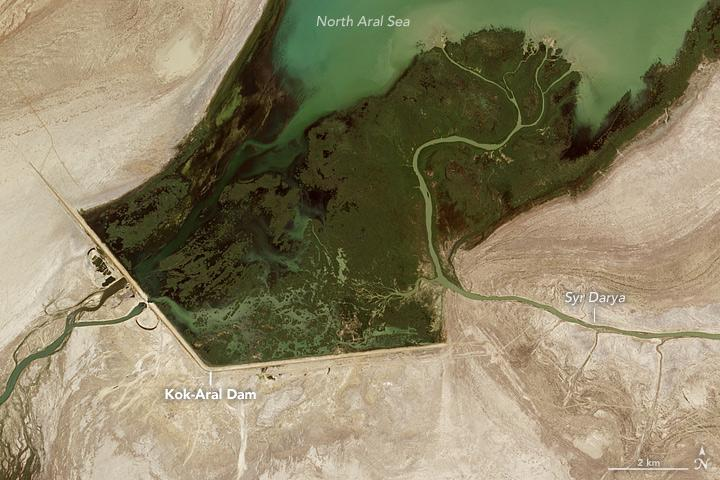 North Aral Sea
Syr Darya
Kok-Aral Dam
2 km
N